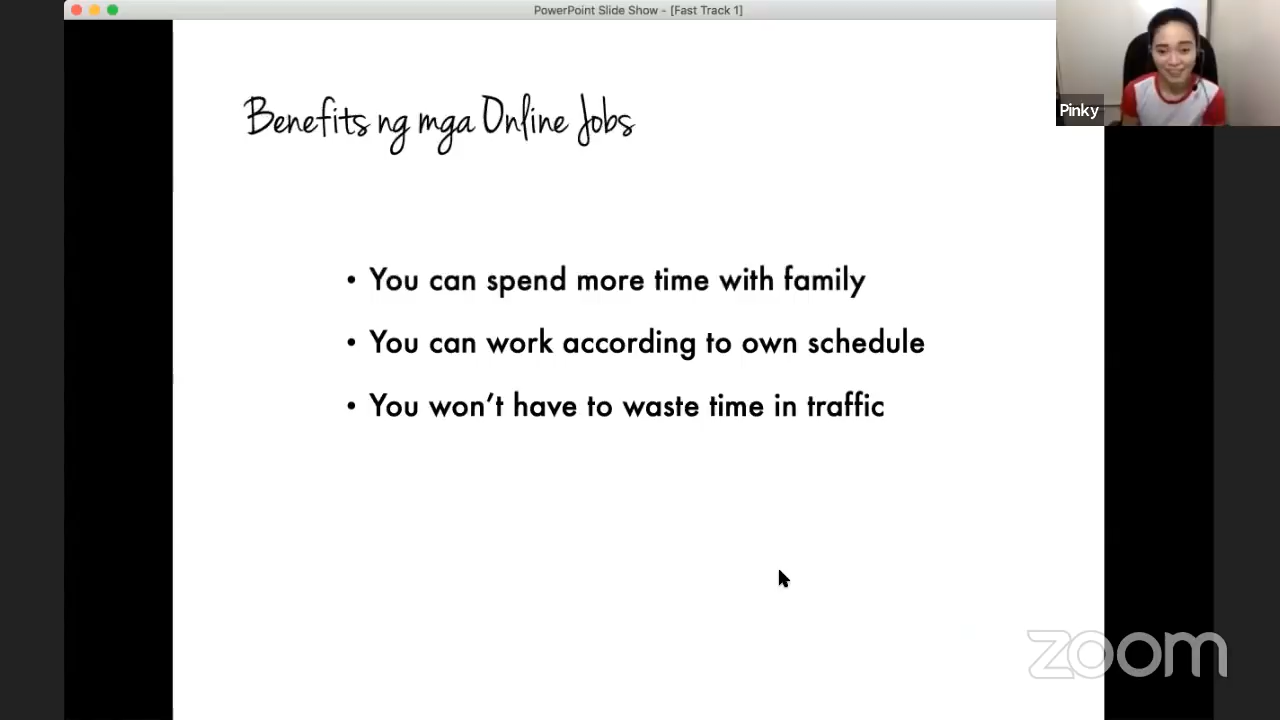 PowerPoint Slide Show - [Fast Track 1]
Pinky
Benefits ng mga Online Jobs
• You can spend more time with family
• You can work according to own schedule
• You won’t have to waste time in traffic
zoom